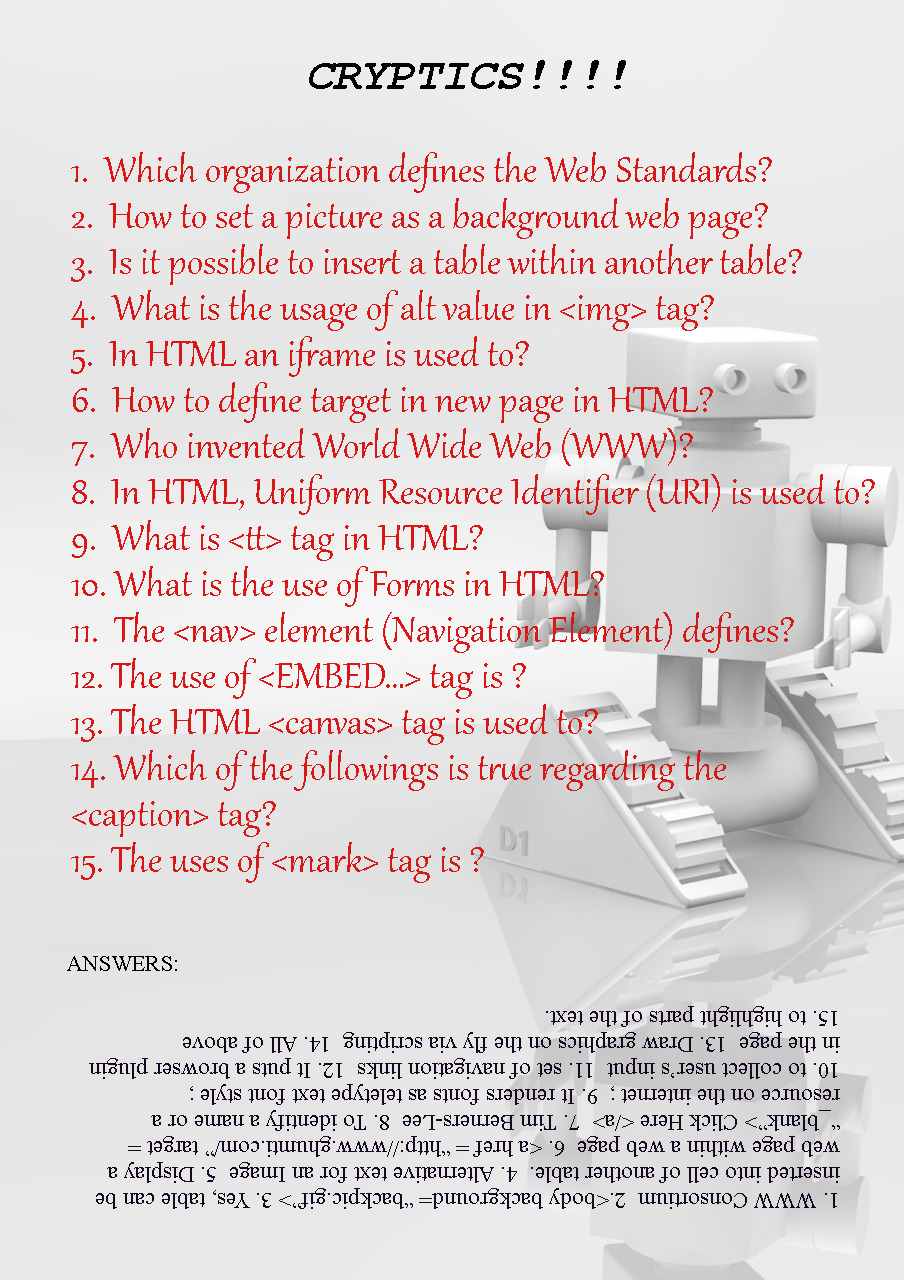 CRYPTICS!!!!
1. Which organization defines the Web Standards?
2. How to set a picture as a background web page?
3. Is it possible to insert a table within another table?
4. What is the usage of alt value in <img> tag?
5. In HTML an iframe is used to?
6. How to define target in new page in HTML?
7. Who invented World Wide Web (WWW)?
8. In HTML, Uniform Resource Identifier (URI) is used to?
9. What is <tt> tag in HTML?
10. What is the use of Forms in HTML?
11. The <nav> element (Navigation Element) defines?
12. The use of <EMBED...> tag is ?
13. The HTML <canvas> tag is used to?
14. Which of the followings is true regarding the
<caption> tag?
15. The uses of <mark> tag is ?
D1
ANSWERS:
1. WWW Consortium 2.<body background= “backpic.gif”> 3. Yes, table can be
inserted into cell of another table. 4. Alternative text for an Image 5. Display a
web page within a web page 6. <a href = “http://www.ghumti.com/” target =
“_blank”> Click Here </a> 7. Tim Berners-Lee 8. To identify a name or a
resource on the internet ; 9. It renders fonts as teletype text font style ;
10. to collect user’s input 11. set of navigation links 12. It puts a browser plugin
in the page 13. Draw graphics on the fly via scripting 14. All of above
15. to highlight parts of the text.